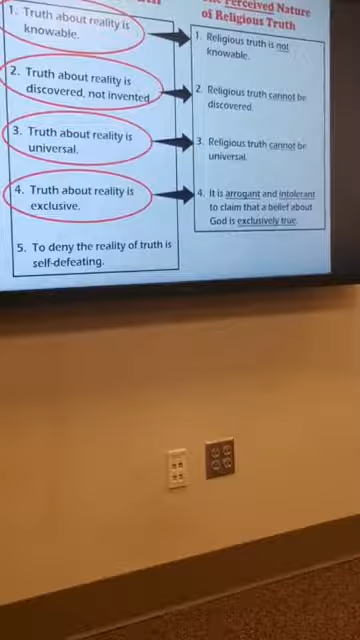 Perceived Nature
of Religious Truth
1. Truth about reality is
knowable.
2. Truth about reality is
discovered, not invented
3. Truth about reality is
universal.
4. Truth about reality is
exclusive.
5. To deny the reality of truth is
self-defeating.
1. Religious truth is not
knowable.
2. Religious truth cannot be
discovered.
3. Religious truth cannot be
universal.
4. It is arrogant and intolerant
to claim that a belief about
God is exclusively true.